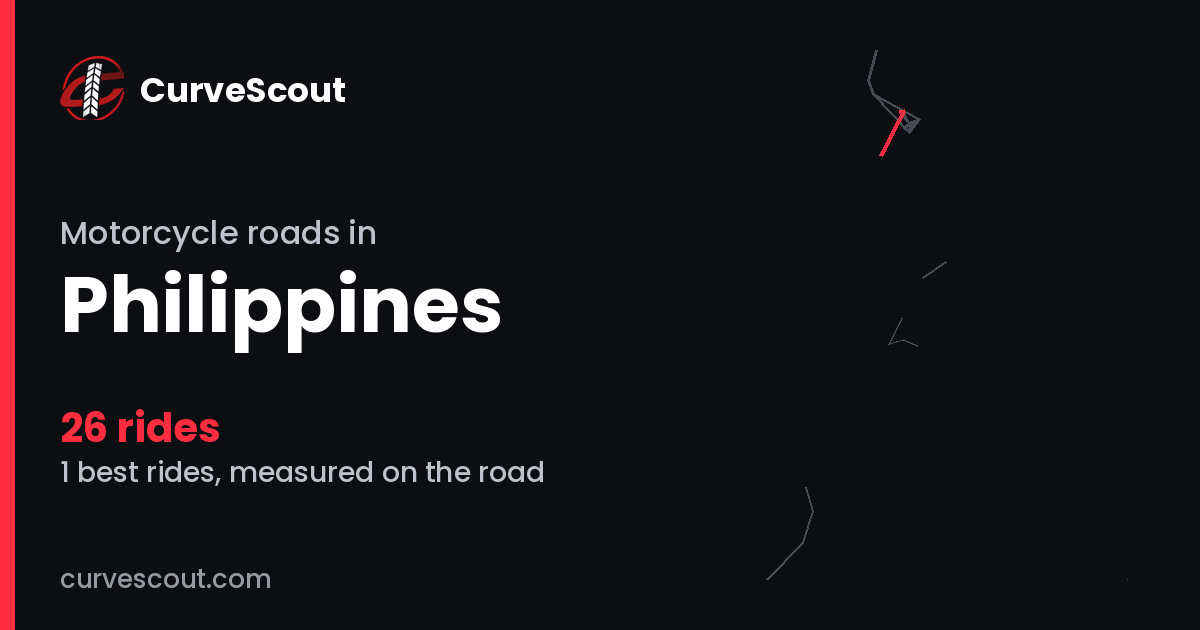 CurveScout
Motorcycle roads in
Philippines
26 rides
1 best rides, measured on the road
curvescout.com